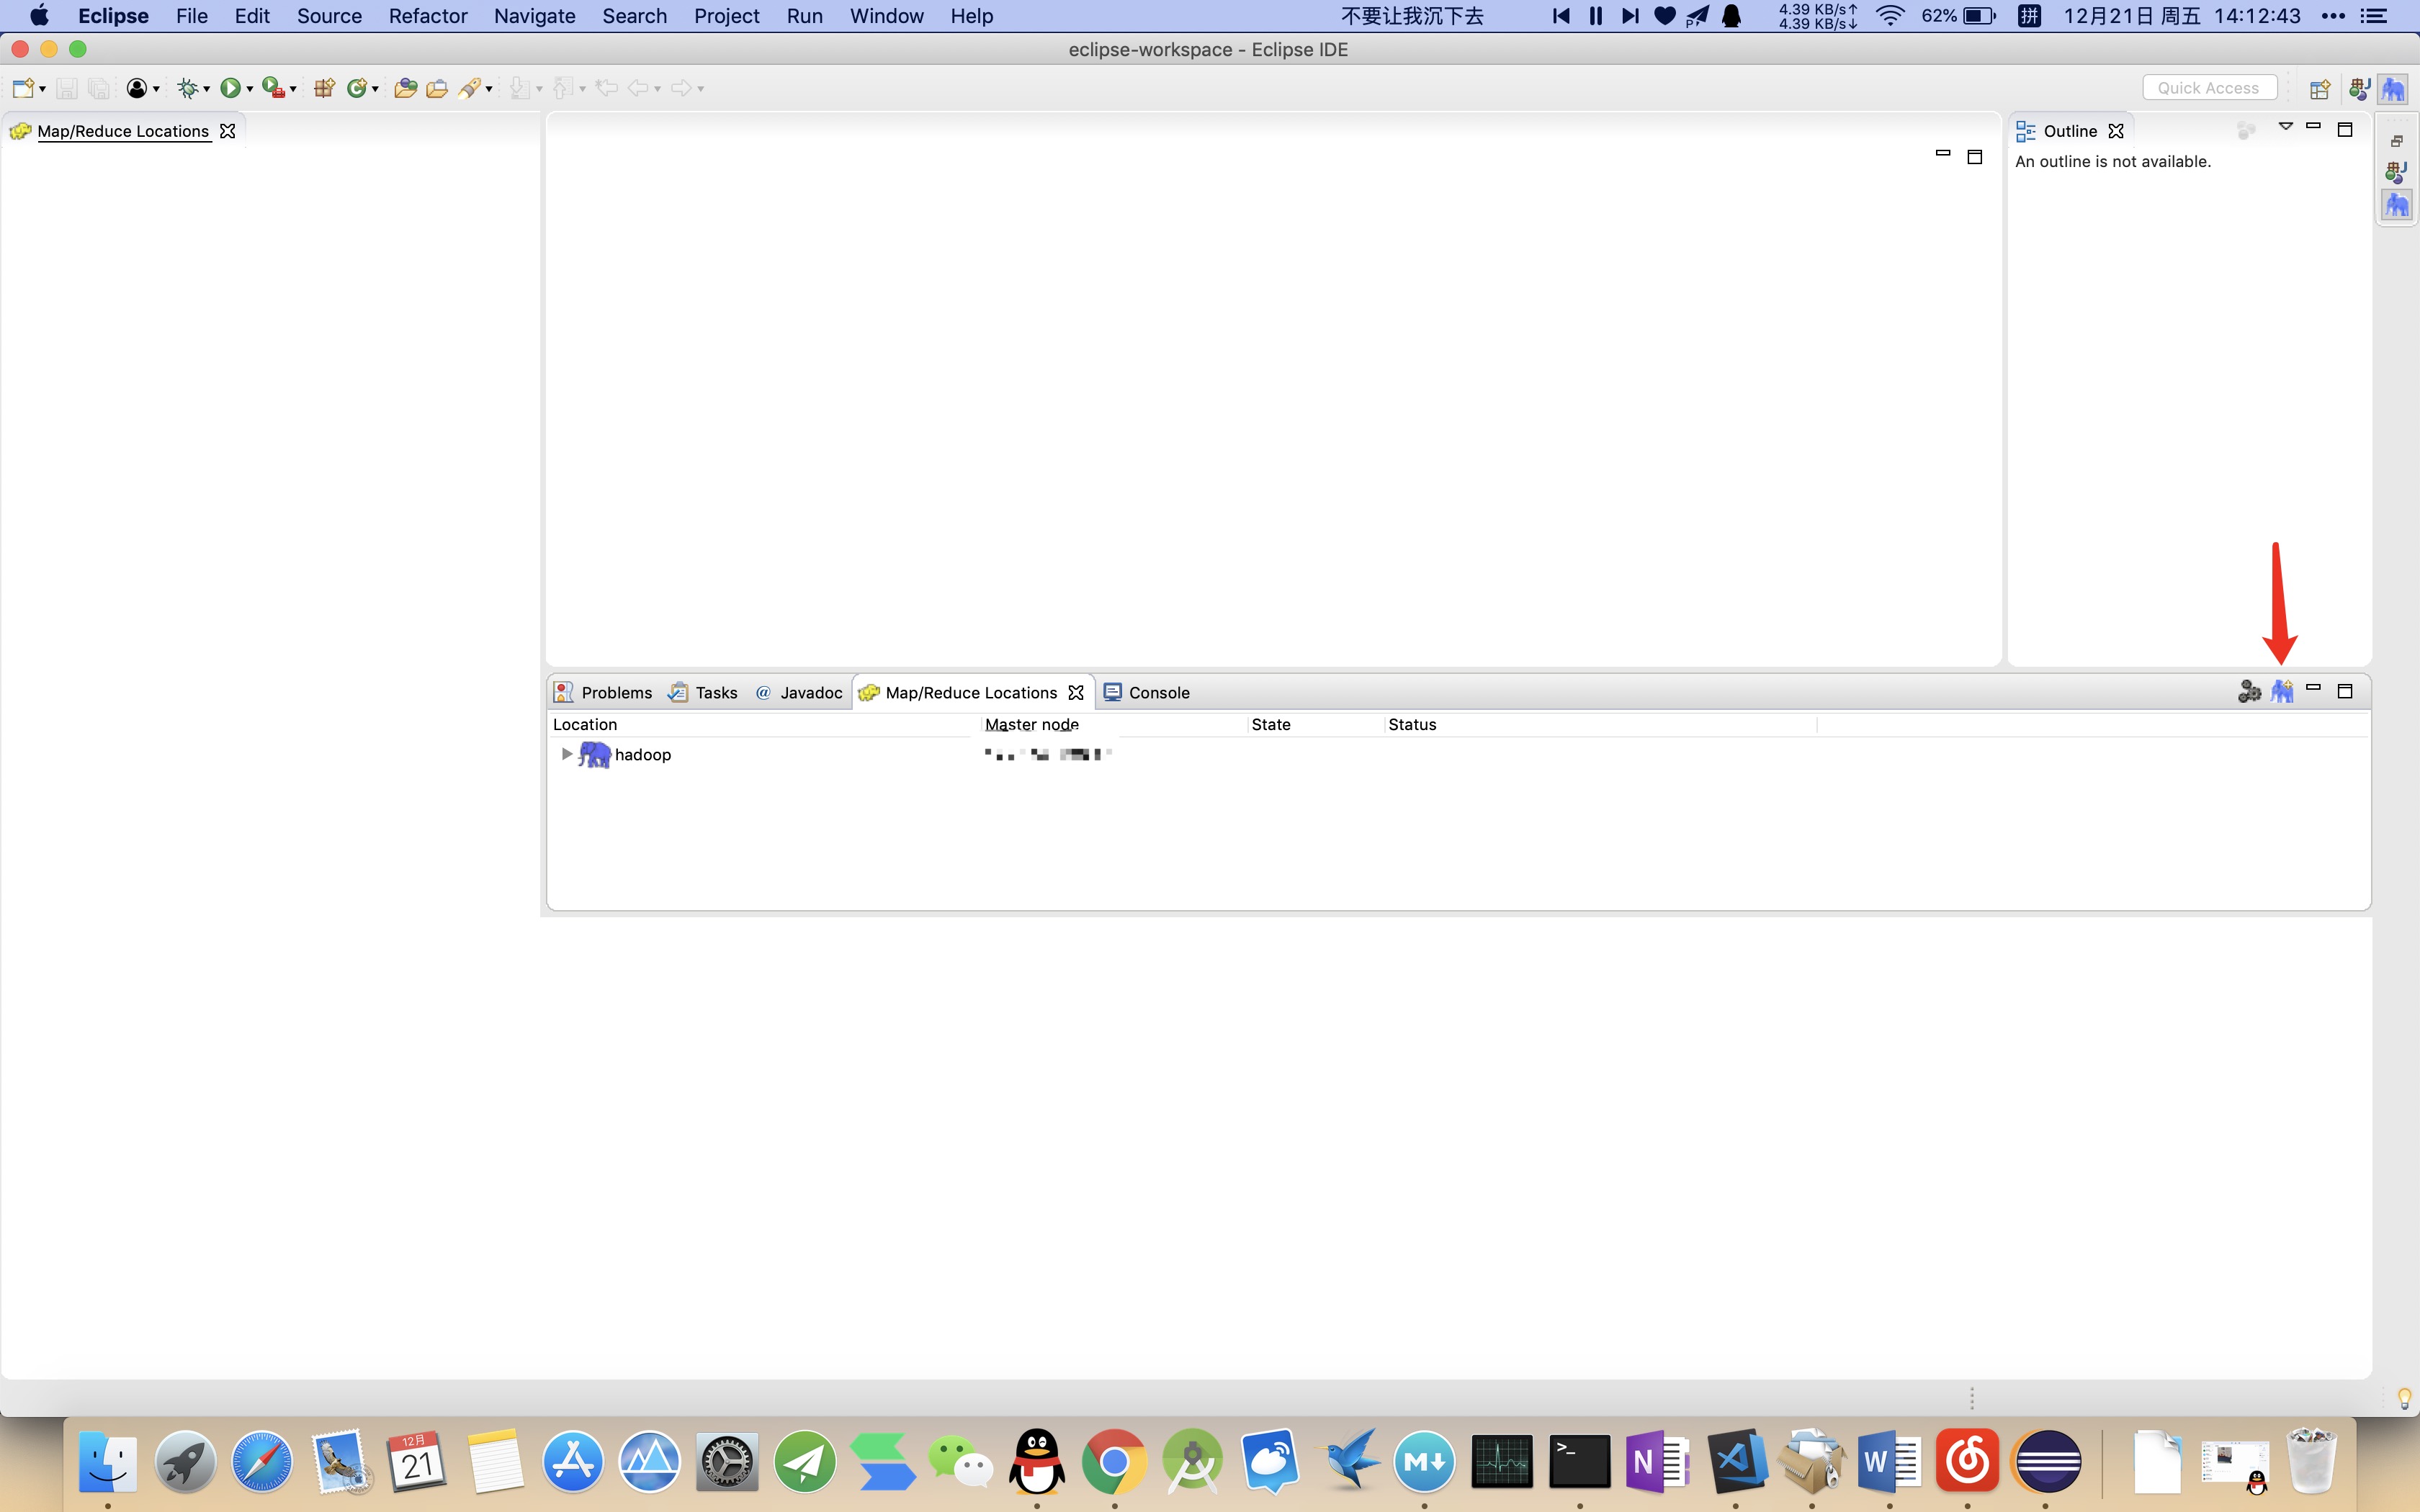 Eclipse File Edit Source Refactor Navigate Search Project Run Window Help 不要让我沉下去 4.39 KB/s↑ 62% 拼 12月21日 周五 14:12:43
4.39 KB/s↓
eclipse-workspace - Eclipse IDE
Quick Access
Map/Reduce Locations
Outline
An outline is not available.
Problems @ Tasks Javadoc Map/Reduce Locations Console
Location Master node State Status
hadoop
12月
21
M↓
>_
N
W